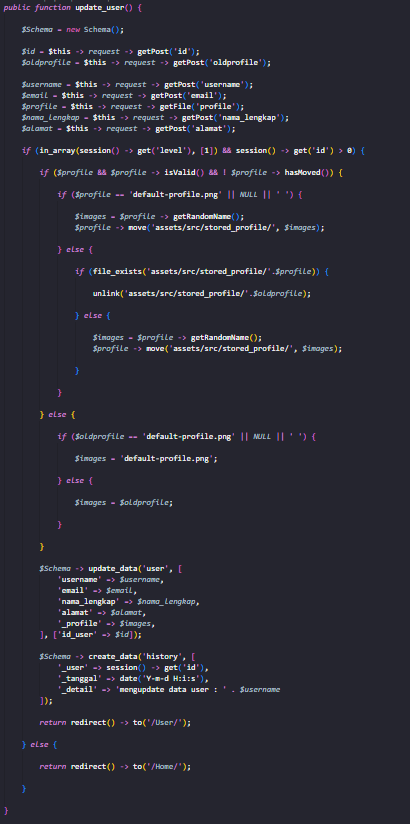 public function update_user() {
$Schema = new Schema();
$id = $this -> request -> getPost('id');
$oldprofile = $this -> request -> getPost('oldprofile');
$username = $this -> request -> getPost('username');
$email = $this -> request -> getPost('email');
$profile = $this -> request -> getFile('profile');
$nama_lengkap = $this -> request -> getPost('nama_lengkap');
$alamat = $this -> request -> getPost('alamat');
if (in_array(session() -> get('level'), [1]) && session() -> get('id') > 0) {
if ($profile && $profile -> isValid() && ! $profile -> hasMoved()) {
if ($profile == 'default-profile.png' || NULL || ' ') {
$images = $profile -> getRandomName();
$profile -> move('assets/src/stored_profile/', $images);
} else {
if (file_exists('assets/src/stored_profile/'.$profile)) {
unlink('assets/src/stored_profile/'.$oldprofile);
} else {
$images = $profile -> getRandomName();
$profile -> move('assets/src/stored_profile/', $images);
}
}
} else {
if ($oldprofile == 'default-profile.png' || NULL || ' ') {
$images = 'default-profile.png';
} else {
$images = $oldprofile;
}
}
$Schema -> update_data('user', [
'username' => $username,
'email' => $email,
'nama_lengkap' => $nama_lengkap,
'alamat' => $alamat,
'_profile' => $images,
], ['id_user' => $id]);
$Schema -> create_data('history', [
'_user' => session() -> get('id'),
'_tanggal' => date('Y-m-d H:i:s'),
'_detail' => 'mengupdate data user : ' . $username
]);
return redirect() -> to('/User/');
} else {
return redirect() -> to('/Home/');
}
}